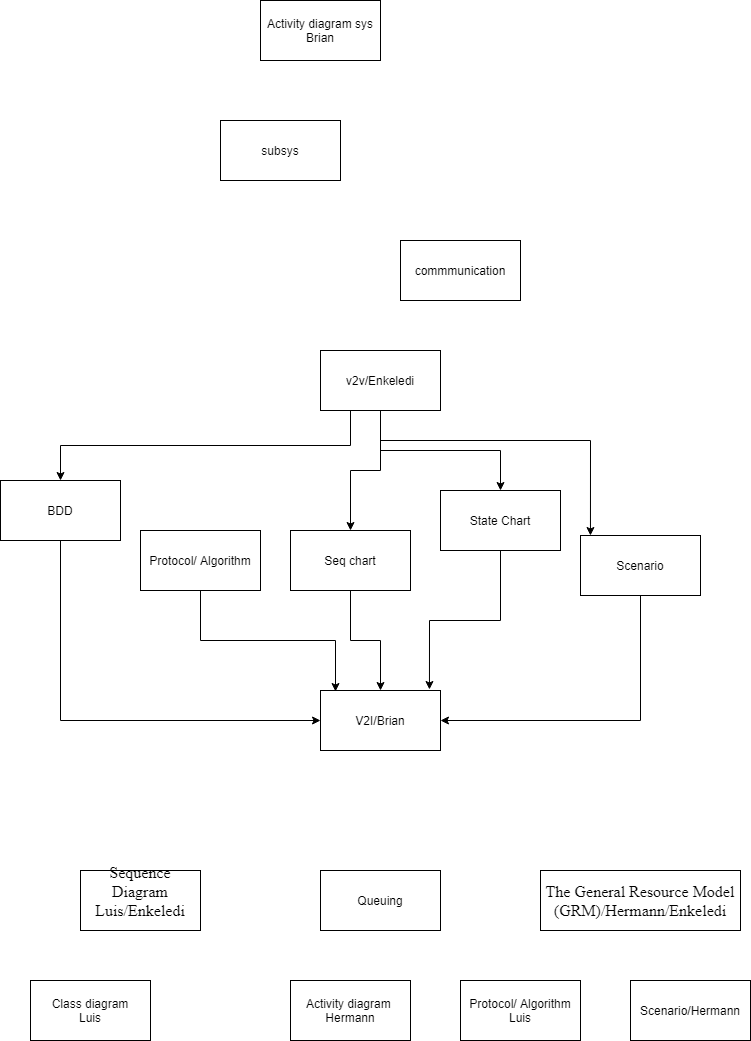 Activity diagram sys
Brian
subsys
commmunication
v2v/Enkeledi
BDD
Protocol/ Algorithm
Seq chart
State Chart
Scenario
V2I/Brian
Sequence
Diagram
Luis/Enkeledi
Queuing
The General Resource Model
(GRM)/Hermann/Enkeledi
Class diagram
Luis
Activity diagram
Hermann
Protocol/ Algorithm
Luis
Scenario/Hermann